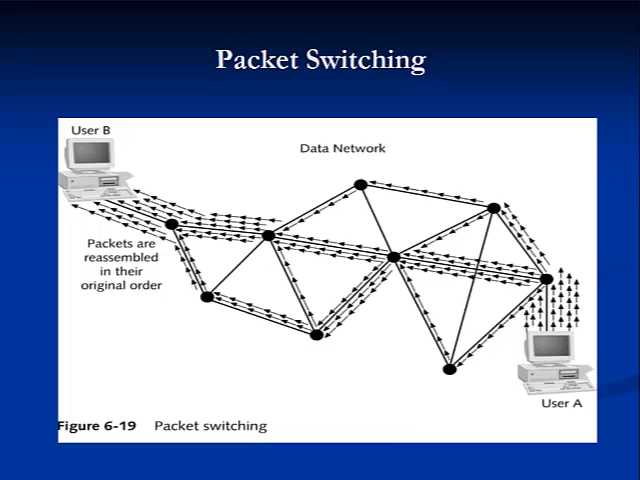 Packet Switching
User B
Data Network
Packets are
reassembled
in their
original order
User A
Figure 6-19 Packet switching